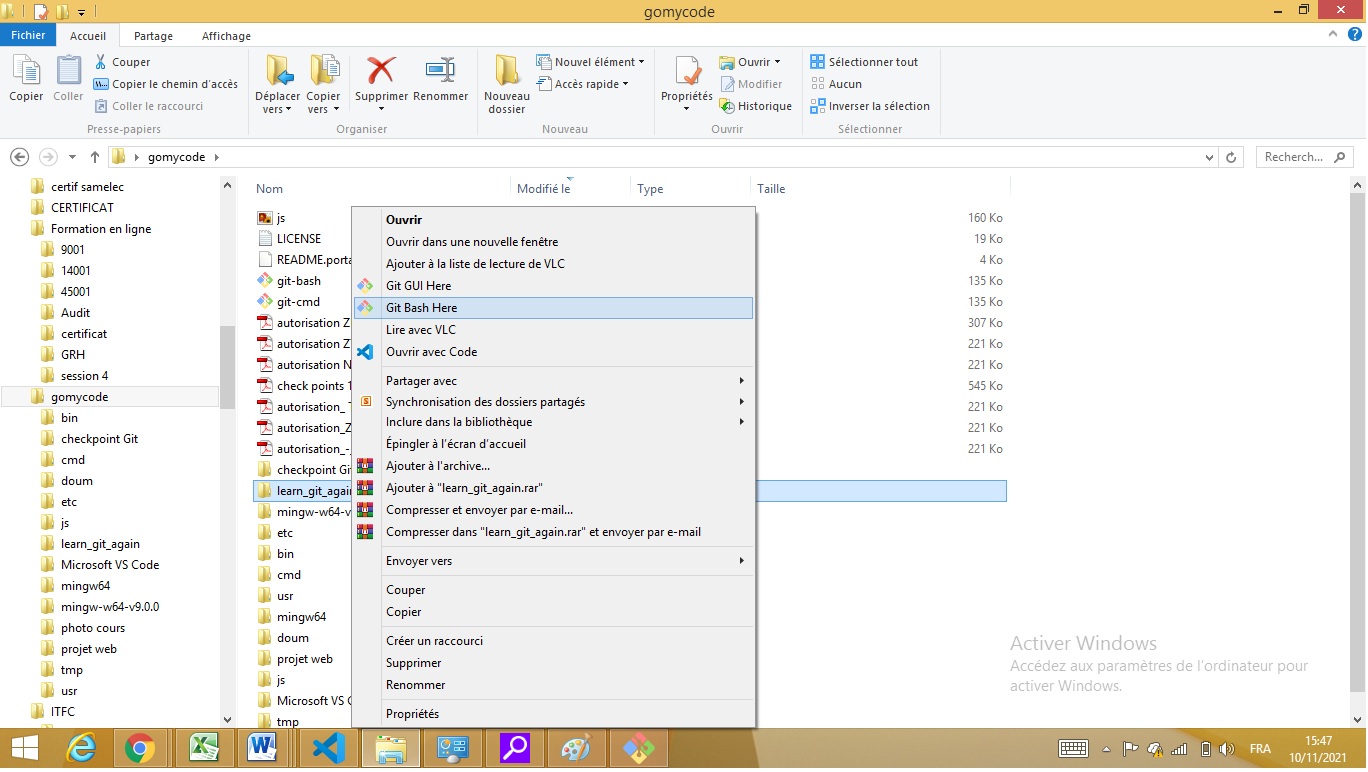 gomycode
Fichier
Accueil
Partage
Affichage
Copier
Coller
Couper
Copier le chemin d'accès
Coller le raccourci
Presse-papiers
Déplacer vers
Copier vers
Supprimer
Renommer
Organiser
Nouveau dossier
Nouvel élément
Accès rapide
Nouveau
Propriétés
Ouvrir
Modifier
Historique
Ouvrir
Sélectionner tout
Aucun
Inverser la sélection
Sélectionner
gomycode
Recherch...
certif samelec
CERTIFICAT
Formation en ligne
9001
14001
45001
Audit
certificat
GRH
session 4
gomycode
bin
checkpoint Git
cmd
doum
etc
js
learn_git_again
Microsoft VS Code
mingw64
mingw-w64-v9.0.0
photo cours
projet web
tmp
usr
ITFC
Nom
Modifié le
Type
Taille
js 160 Ko
LICENSE 19 Ko
README.porta 4 Ko
git-bash 135 Ko
git-cmd 135 Ko
autorisation Z 307 Ko
autorisation Z 221 Ko
autorisation N 221 Ko
check points 1 545 Ko
autorisation_ 221 Ko
autorisation_Z 221 Ko
autorisation_- 221 Ko
checkpoint Gi
learn_git_again
mingw-w64-v
etc
bin
cmd
usr
mingw64
doum
projet web
js
Microsoft VS C
tmp
Ouvrir
Ouvrir dans une nouvelle fenêtre
Ajouter à la liste de lecture de VLC
Git GUI Here
Git Bash Here
Lire avec VLC
Ouvrir avec Code
Partager avec
Synchronisation des dossiers partagés
Inclure dans la bibliothèque
Épingler à l'écran d'accueil
Ajouter à l'archive...
Ajouter à "learn_git_again.rar"
Compresser et envoyer par e-mail...
Compresser dans "learn_git_again.rar" et envoyer par e-mail
Envoyer vers
Couper
Copier
Créer un raccourci
Supprimer
Renommer
Propriétés
Activer Windows
Accédez aux paramètres de l'ordinateur pour
activer Windows.
FRA
15:47
10/11/2021